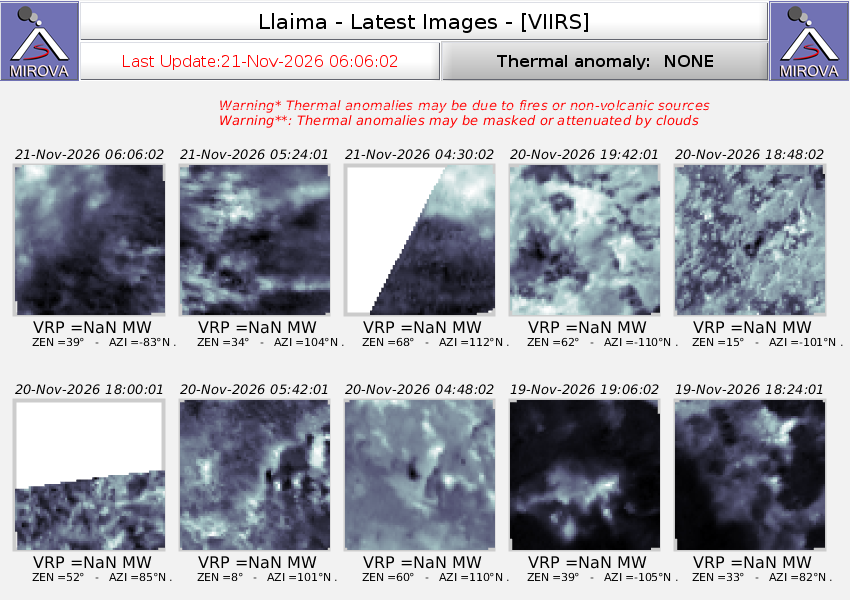 Llaima - Latest Images - [VIIRS]
MIROVA
Last Update:21-Nov-2026 06:06:02
Thermal anomaly: NONE
MIROVA
Warning* Thermal anomalies may be due to fires or non-volcanic sources
Warning**: Thermal anomalies may be masked or attenuated by clouds
21-Nov-2026 06:06:02
21-Nov-2026 05:24:01
21-Nov-2026 04:30:02
20-Nov-2026 19:42:01
20-Nov-2026 18:48:02
VRP =NaN MW
VRP =NaN MW
VRP =NaN MW
VRP =NaN MW
VRP =NaN MW
ZEN =39° - AZI =-83°N .
ZEN =34° - AZI =104°N .
ZEN =68° - AZI =112°N .
ZEN =62° - AZI =-110°N .
ZEN =15° - AZI =-101°N .
20-Nov-2026 18:00:01
20-Nov-2026 05:42:01
20-Nov-2026 04:48:02
19-Nov-2026 19:06:02
19-Nov-2026 18:24:01
VRP =NaN MW
VRP =NaN MW
VRP =NaN MW
VRP =NaN MW
VRP =NaN MW
ZEN =52° - AZI =85°N .
ZEN =8° - AZI =101°N .
ZEN =60° - AZI =110°N .
ZEN =39° - AZI =-105°N .
ZEN =33° - AZI =82°N .